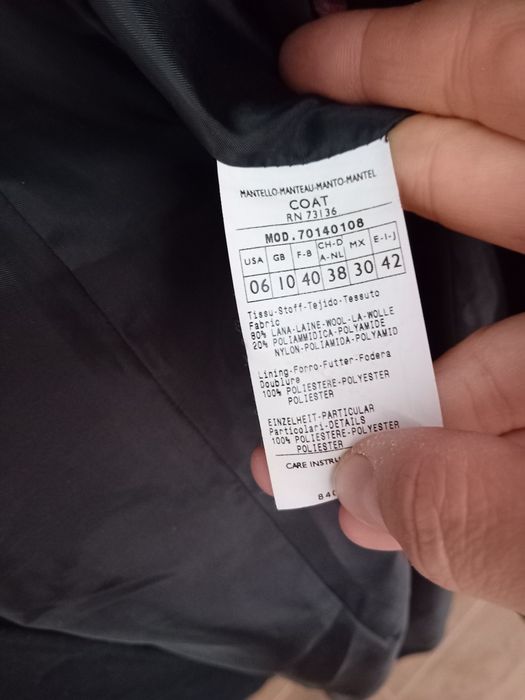 MANTELLO-MANTEAU-MANTO-MANTEL
COAT
RN 73136
MOD.70140108
USA GB F-B CH-D A-NL MX E-I-J
06 10 40 38 30 42
Tissu-Stoff-Tejido-Tessuto
Fabric
80% LANA-LAINE-WOOL-LA-WOLLE
20% POLIAMMIDICA-POLYAMIDE
NYLON-POLIAMIDA-POLYAMID
Lining-Forro-Futter-Fodera
Doublure
100% POLIESTERE-POLYESTER
POLIESTER
EINZELHEIT-PARTICULAR
Particolari-DETAILS
100% POLIESTERE-POLYESTER
POLIESTER
CARE INSTRU
840